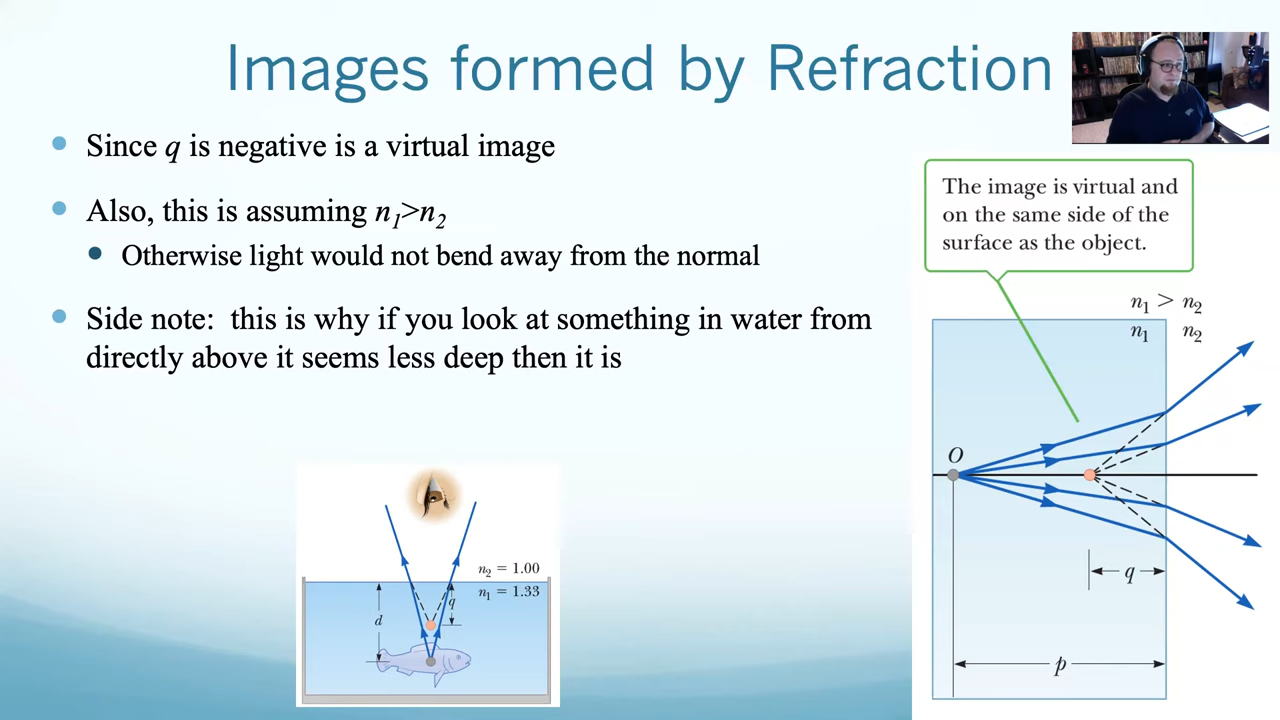 Images formed by Refraction
Since q is negative is a virtual image
Also, this is assuming n1>n2
Otherwise light would not bend away from the normal
Side note: this is why if you look at something in water from
directly above it seems less deep then it is
The image is virtual and
on the same side of the
surface as the object.
n1 > n2
n1 n2
O
q
p
n2 = 1.00
n1 = 1.33
d
q